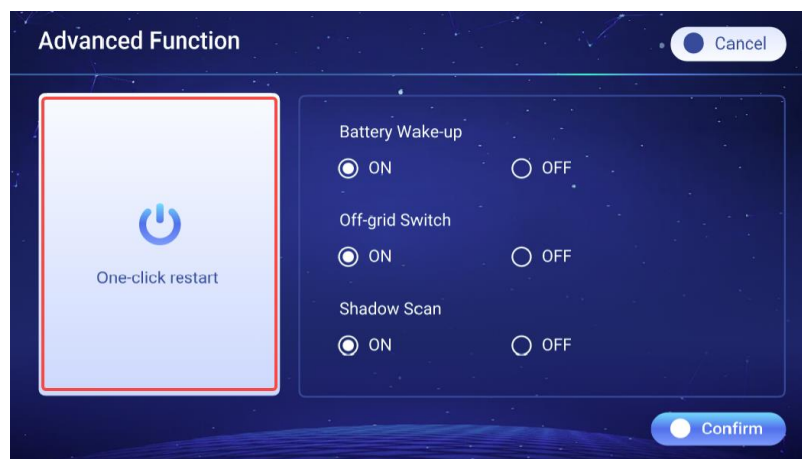 Advanced Function
Cancel
One-click restart
Battery Wake-up
ON OFF
Off-grid Switch
ON OFF
Shadow Scan
ON OFF
Confirm